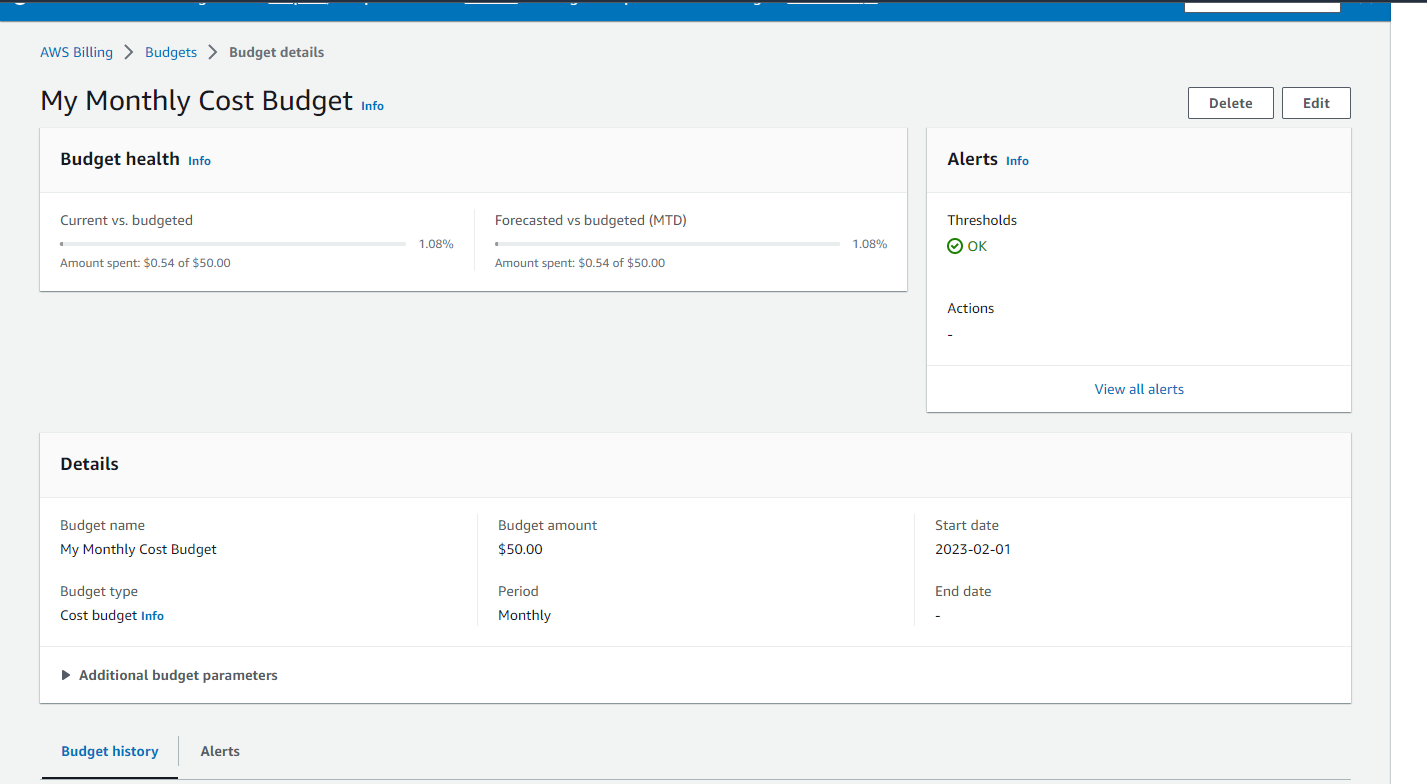 AWS Billing Budgets Budget details
My Monthly Cost Budget Info
Delete Edit
Budget health Info
Current vs. budgeted
1.08%
Amount spent: $0.54 of $50.00
Forecasted vs budgeted (MTD)
1.08%
Amount spent: $0.54 of $50.00
Alerts Info
Thresholds
OK
Actions
-
View all alerts
Details
Budget name
My Monthly Cost Budget
Budget type
Cost budget Info
Budget amount
$50.00
Period
Monthly
Start date
2023-02-01
End date
-
Additional budget parameters
Budget history Alerts